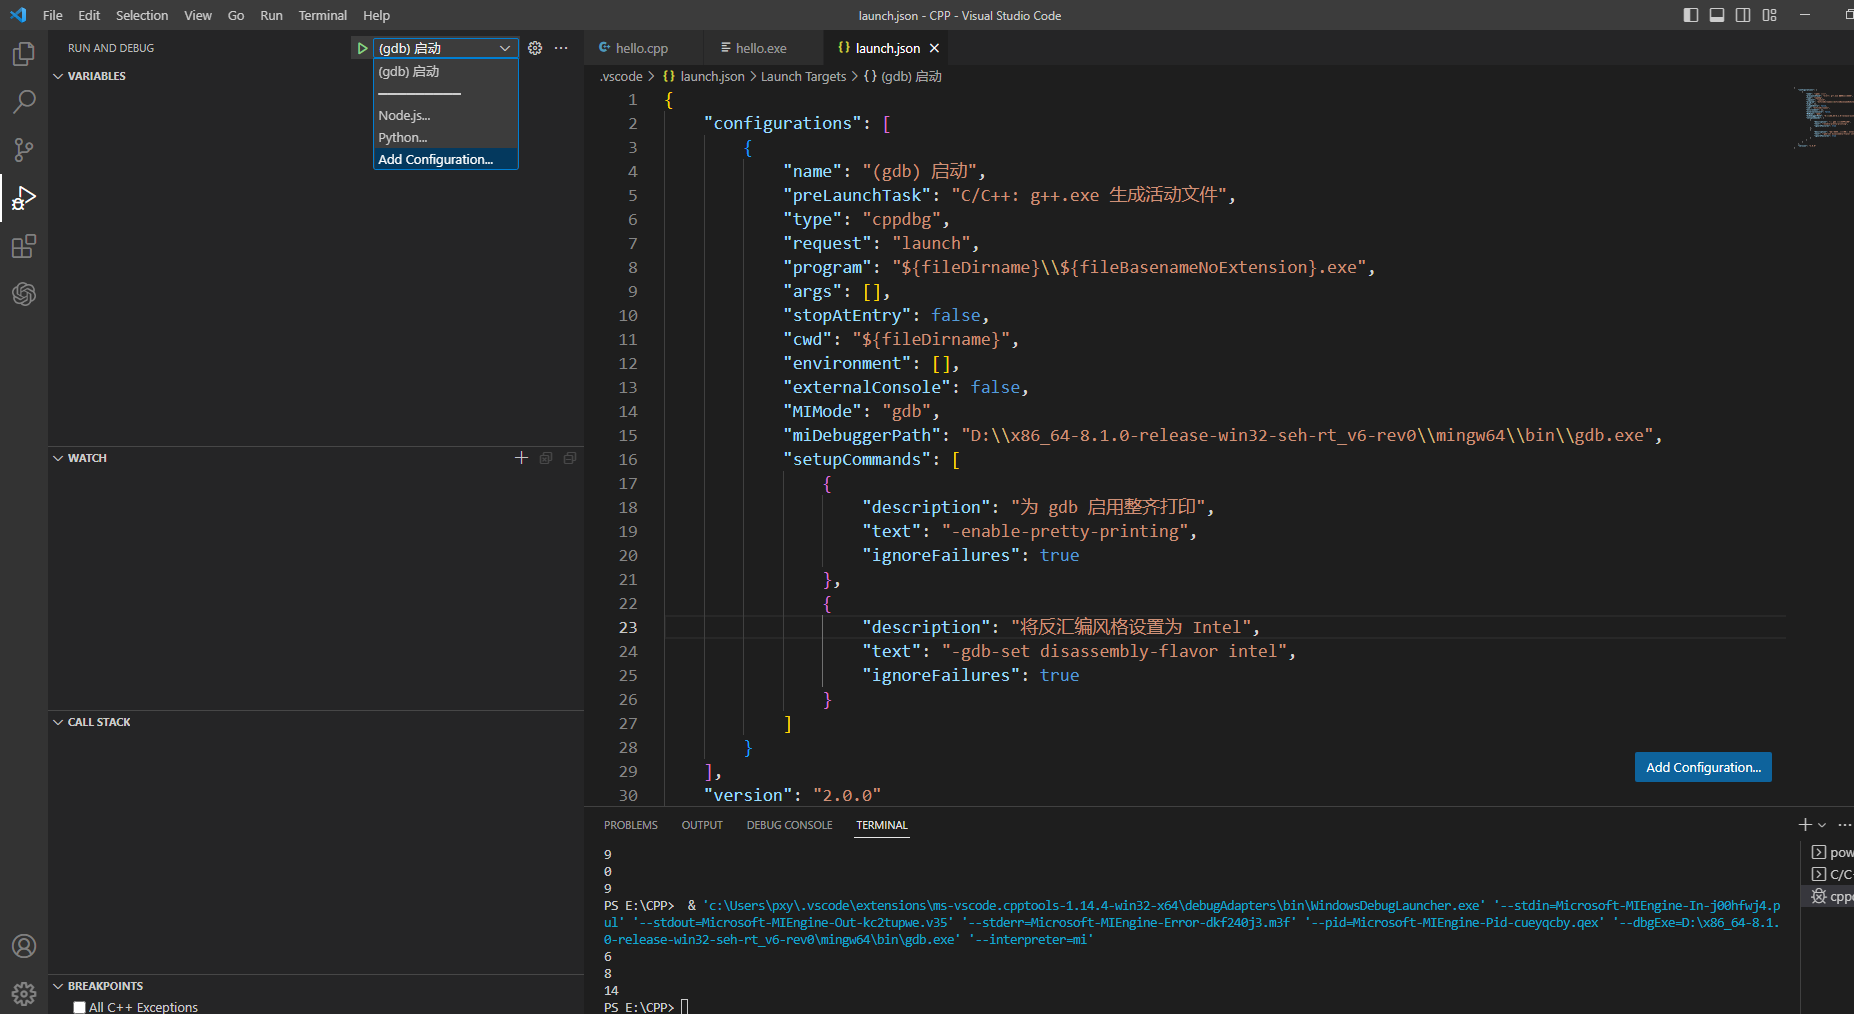 File Edit Selection View Go Run Terminal Help
launch.json - CPP - Visual Studio Code
RUN AND DEBUG
(gdb) 启动
(gdb) 启动
Node.js...
Python...
Add Configuration...
VARIABLES
WATCH
CALL STACK
BREAKPOINTS
All C++ Exceptions
hello.cpp
hello.exe
{} launch.json
.vscode > {} launch.json > Launch Targets > {} (gdb) 启动
1 {
2 "configurations": [
3 {
4 "name": "(gdb) 启动",
5 "preLaunchTask": "C/C++: g++.exe 生成活动文件",
6 "type": "cppdbg",
7 "request": "launch",
8 "program": "${fileDirname}\\${fileBasenameNoExtension}.exe",
9 "args": [],
10 "stopAtEntry": false,
11 "cwd": "${fileDirname}",
12 "environment": [],
13 "externalConsole": false,
14 "MIMode": "gdb",
15 "miDebuggerPath": "D:\\x86_64-8.1.0-release-win32-seh-rt_v6-rev0\\mingw64\\bin\\gdb.exe",
16 "setupCommands": [
17 {
18 "description": "为 gdb 启用整齐打印",
19 "text": "-enable-pretty-printing",
20 "ignoreFailures": true
21 },
22 {
23 "description": "将反汇编风格设置为 Intel",
24 "text": "-gdb-set disassembly-flavor intel",
25 "ignoreFailures": true
26 }
27 ]
28 }
29 ],
30 "version": "2.0.0"
Add Configuration...
PROBLEMS OUTPUT DEBUG CONSOLE TERMINAL
9
0
9
PS E:\CPP> & 'c:\Users\pxy\.vscode\extensions\ms-vscode.cpptools-1.14.4-win32-x64\debugAdapters\bin\WindowsDebugLauncher.exe' '--stdin=Microsoft-MIEngine-In-j00hfwj4.p
ul' '--stdout=Microsoft-MIEngine-Out-kc2tupwe.v35' '--stderr=Microsoft-MIEngine-Error-dkf240j3.m3f' '--pid=Microsoft-MIEngine-Pid-cueyqcby.qex' '--dbgExe=D:\x86_64-8.1.
0-release-win32-seh-rt_v6-rev0\mingw64\bin\gdb.exe' '--interpreter=mi'
6
8
14
PS E:\CPP>
pow
C/C
cpp